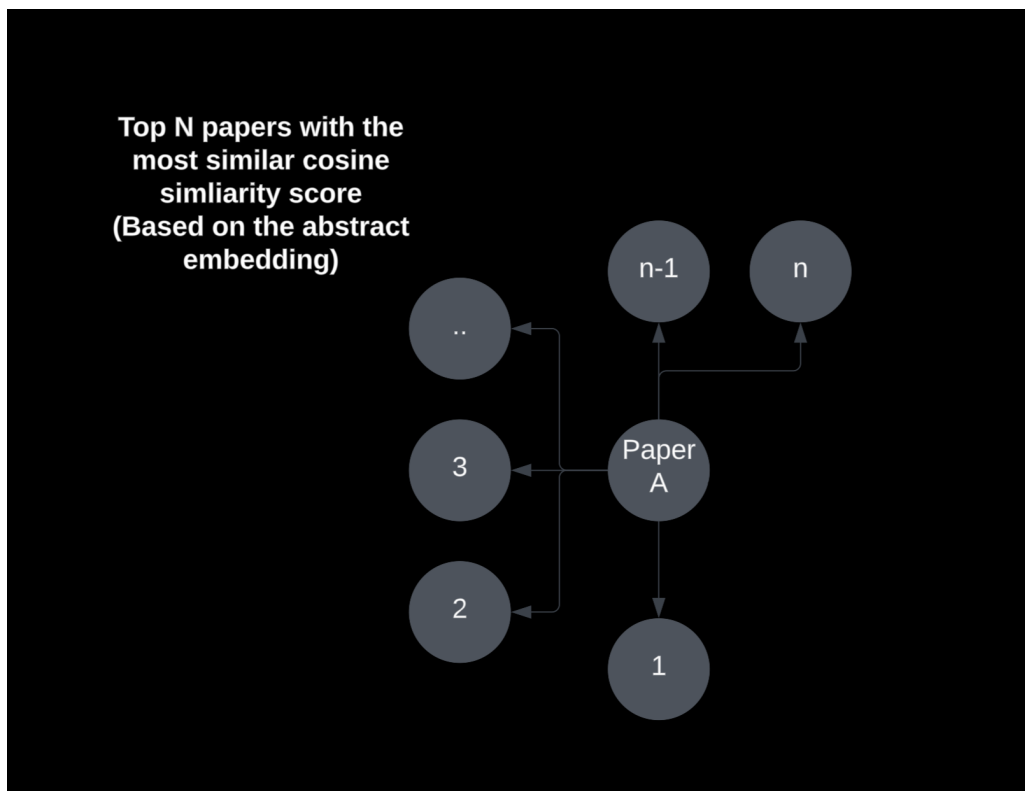 Top N papers with the
most similar cosine
simliarity score
(Based on the abstract
embedding)
n-1
n
..
3
Paper
A
2
1